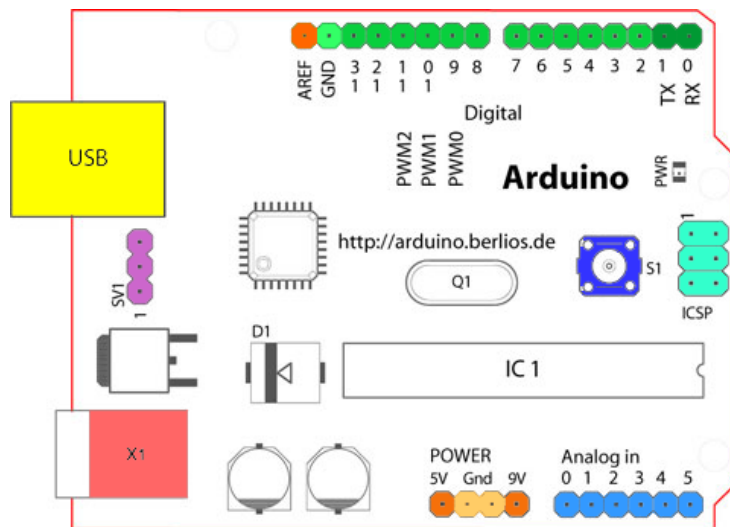 AREF GND 13 12 11 10 9 8 7 6 5 4 3 2 1 0
TX RX
Digital
PWM2 PWM1 PWM0
USB
Arduino
PWR
1
http://arduino.berlios.de
SV1
1
Q1
S1
ICSP
D1
IC 1
X1
POWER
5V Gnd 9V
Analog in
0 1 2 3 4 5